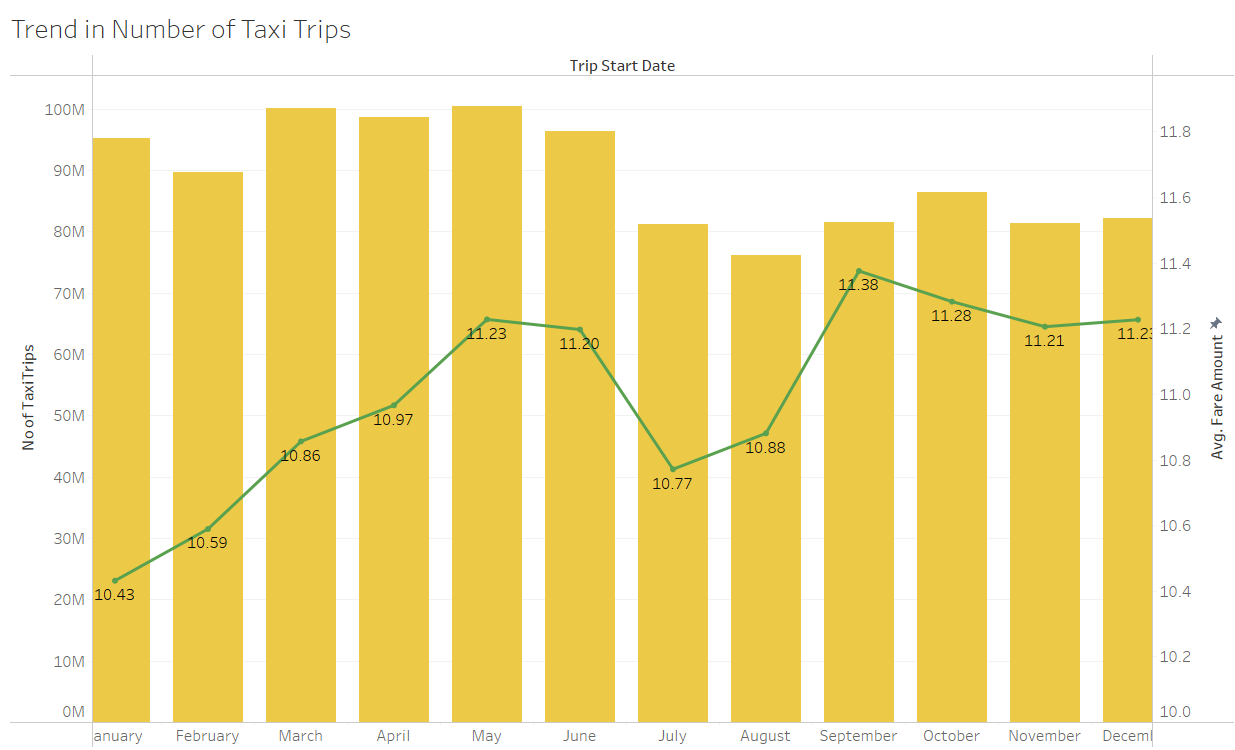 Trend in Number of Taxi Trips
Trip Start Date
100M
90M
80M
70M
60M
50M
40M
30M
20M
10M
0M
No of TaxiTrips
10.43
10.59
10.86
10.97
11.23
11.20
10.77
10.88
11.38
11.28
11.21
11.23
11.8
11.6
11.4
11.2
11.0
10.8
10.6
10.4
10.2
10.0
Avg. Fare Amount
anuary February March April May June July August September October November Decem